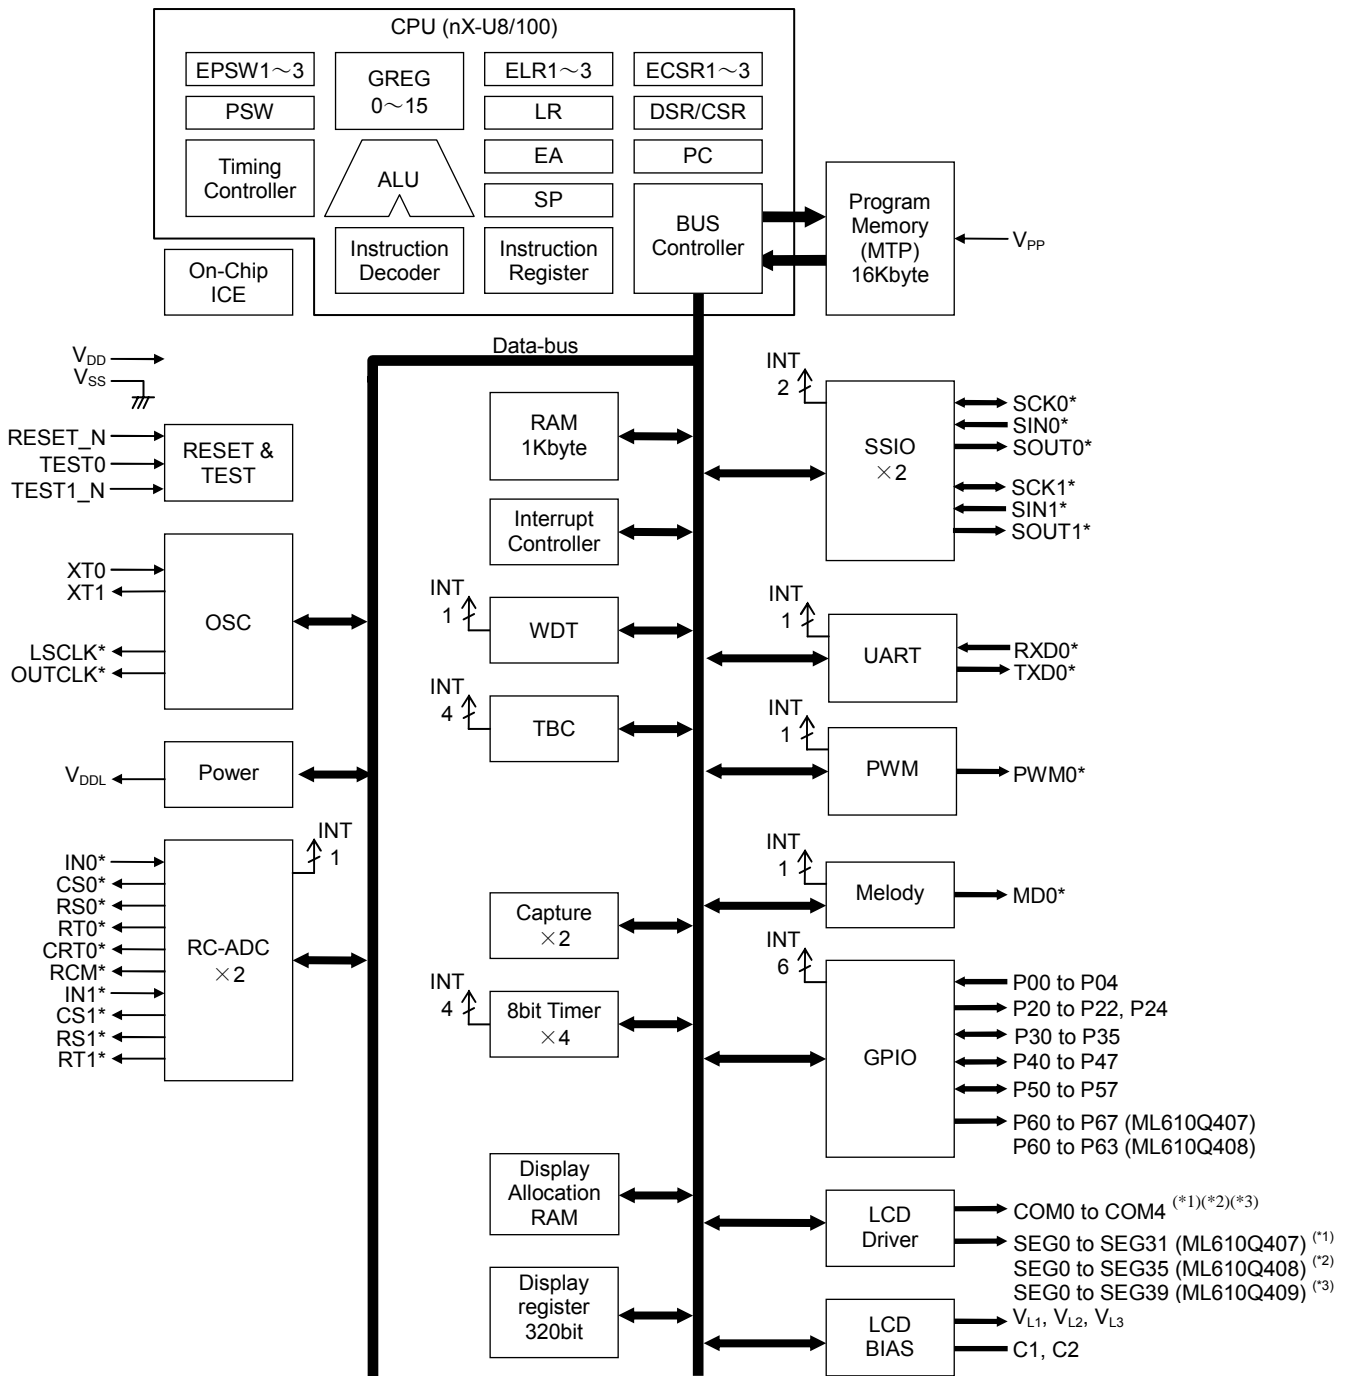 CPU (nX-U8/100)
EPSW1～3
GREG
0～15
ELR1～3
ECSR1～3
PSW
LR
DSR/CSR
Timing
Controller
ALU
EA
PC
SP
BUS
Controller
Program
Memory
(MTP)
16Kbyte
VPP
On-Chip
ICE
Instruction
Decoder
Instruction
Register
Data-bus
VDD
VSS
RESET_N
TEST0
TEST1_N
RESET &
TEST
RAM
1Kbyte
INT
2
SSIO
×2
SCK0*
SIN0*
SOUT0*
SCK1*
SIN1*
SOUT1*
Interrupt
Controller
XT0
XT1
LSCLK*
OUTCLK*
OSC
INT
1
WDT
INT
1
UART
RXD0*
TXD0*
INT
4
TBC
INT
1
PWM
PWM0*
VDDL
Power
INT
1
IN0*
CS0*
RS0*
RT0*
CRT0*
RCM*
IN1*
CS1*
RS1*
RT1*
RC-ADC
×2
Capture
×2
INT
1
Melody
MD0*
INT
4
8bit Timer
×4
INT
6
GPIO
P00 to P04
P20 to P22, P24
P30 to P35
P40 to P47
P50 to P57
P60 to P67 (ML610Q407)
P60 to P63 (ML610Q408)
Display
Allocation
RAM
LCD
Driver
COM0 to COM4 (*1)(*2)(*3)
SEG0 to SEG31 (ML610Q407) (*1)
SEG0 to SEG35 (ML610Q408) (*2)
SEG0 to SEG39 (ML610Q409) (*3)
Display
register
320bit
LCD
BIAS
VL1, VL2, VL3
C1, C2